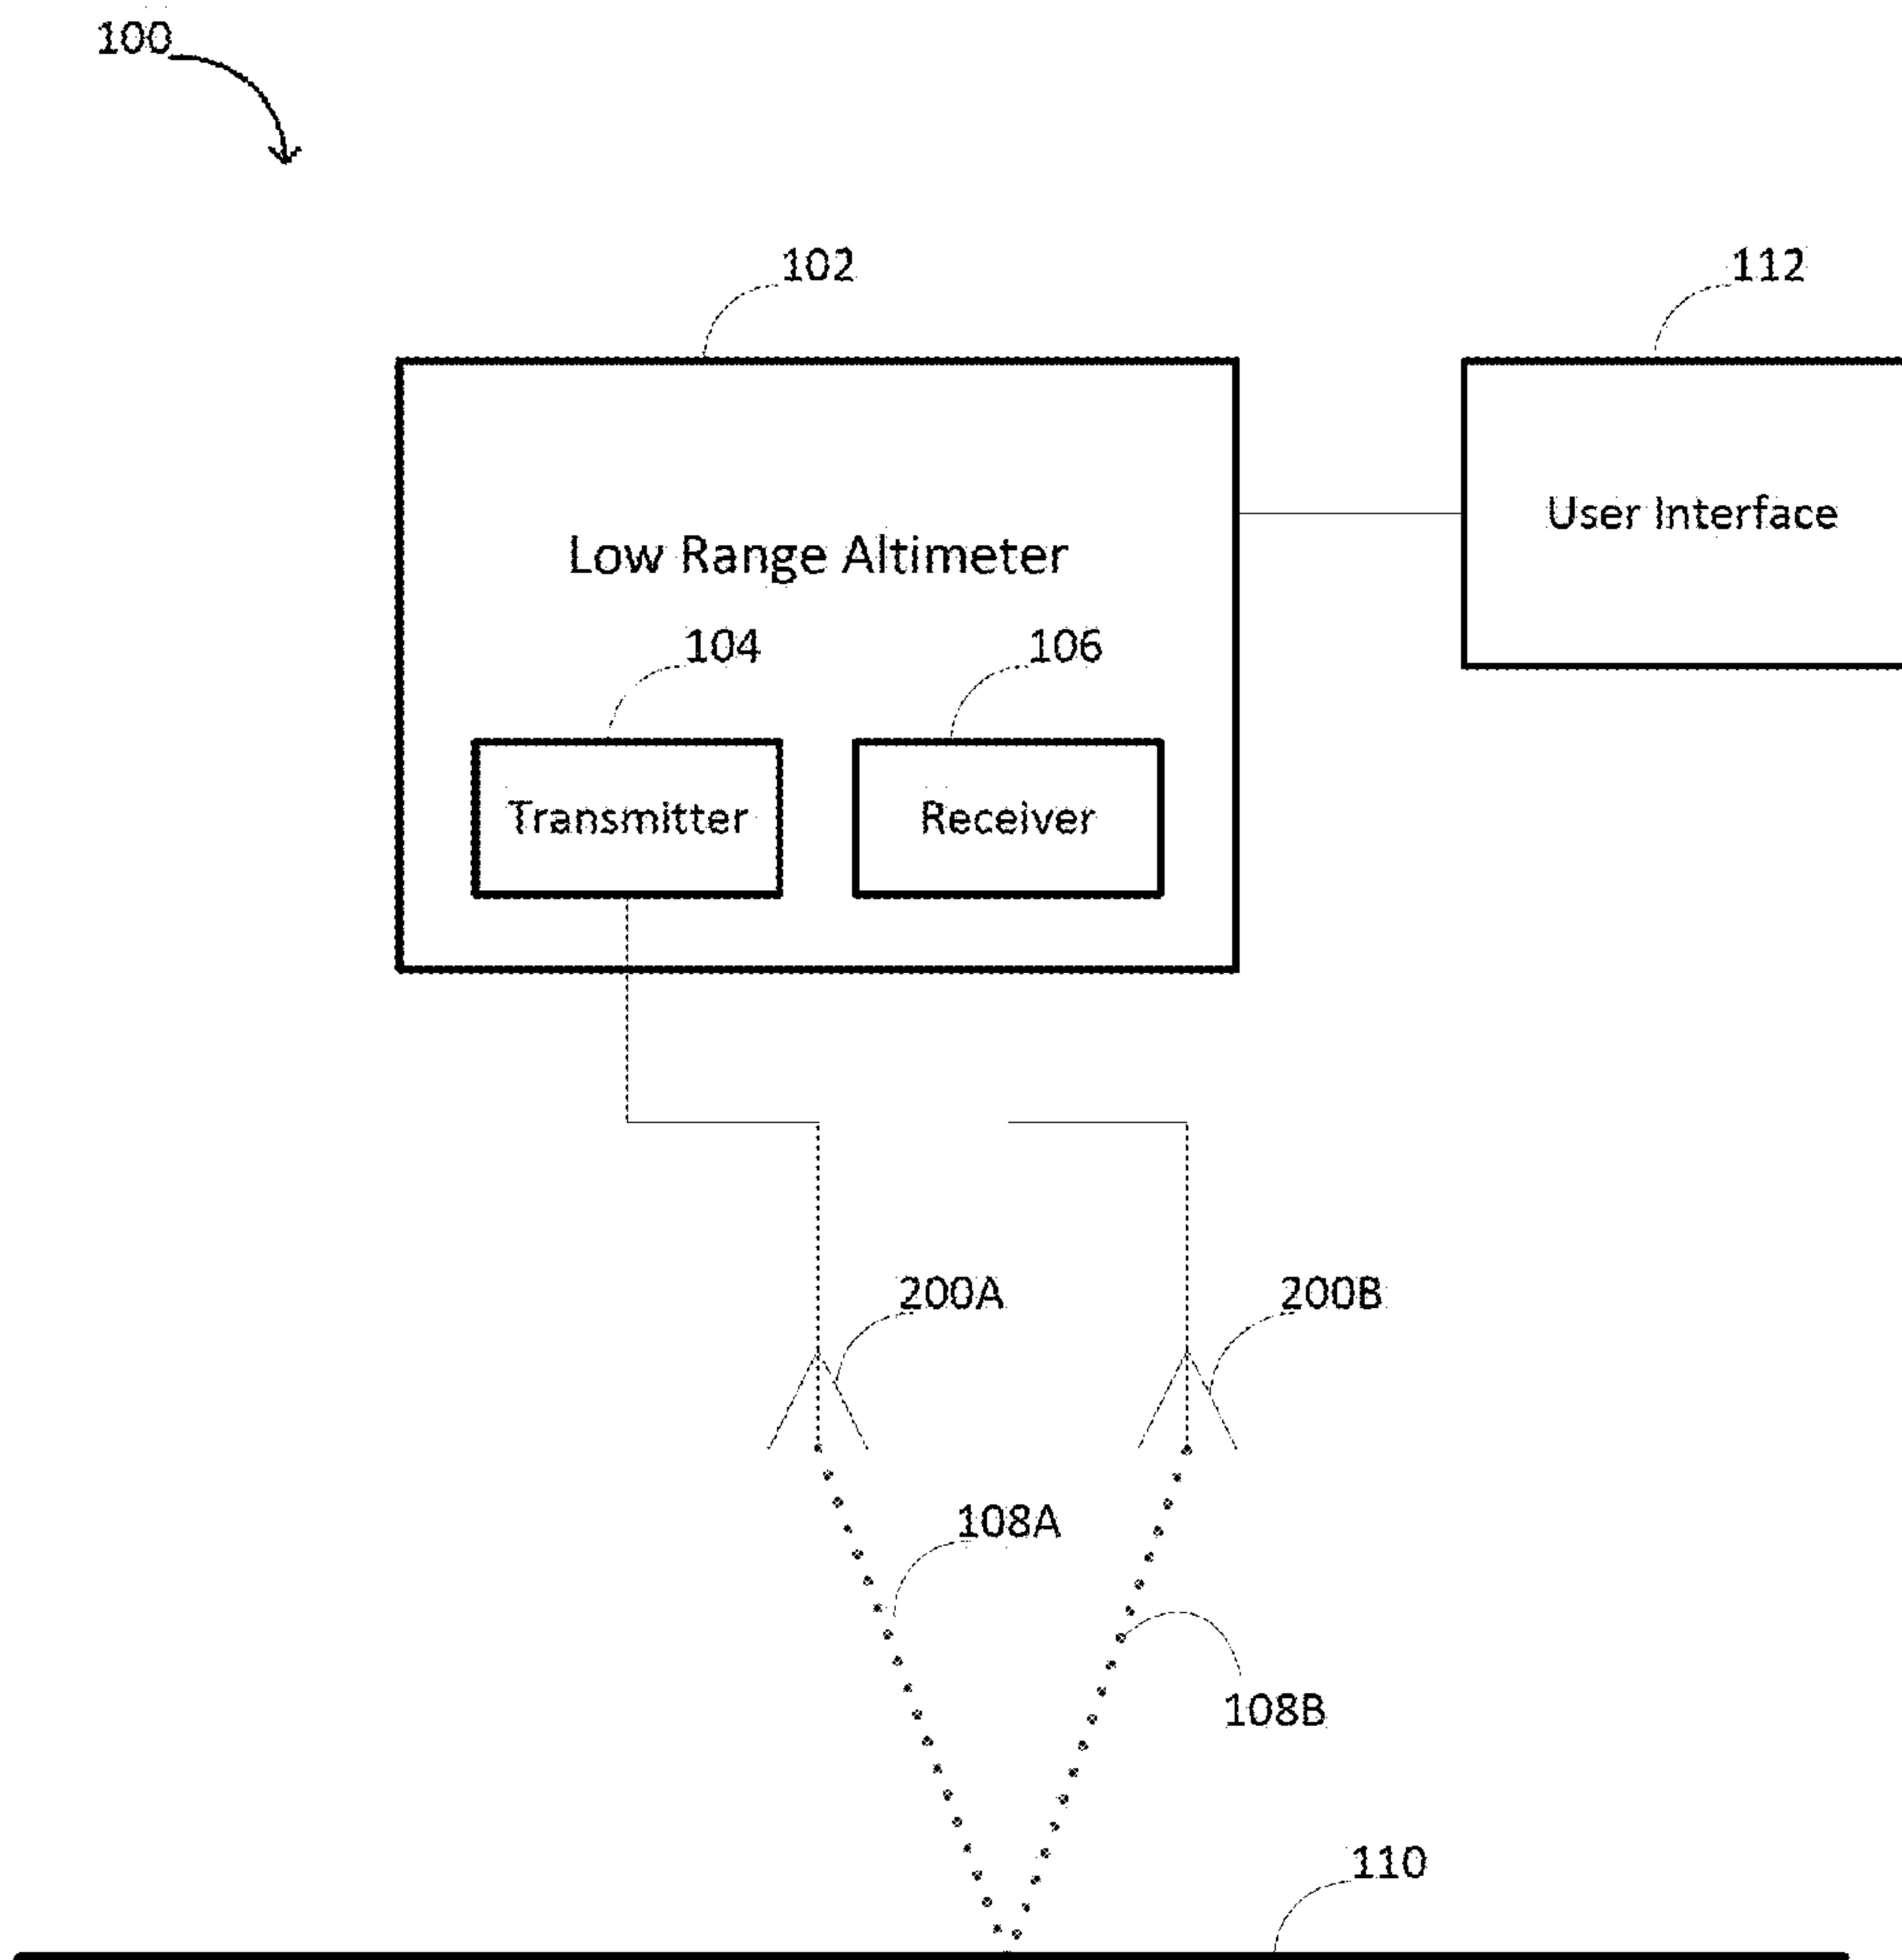 100
102
112
Low Range Altimeter
User Interface
104
106
Transmitter
Receiver
200A
200B
108A
108B
110